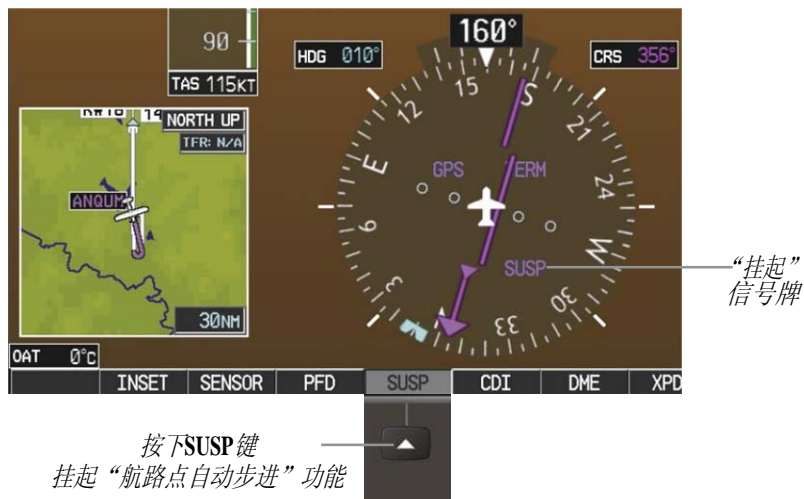 160°
90
TAS 115KT
HDG 010°
CRS 356°
NORTH UP
TFR: N/A
ANQUM
30NM
12
15
S
21
24
W
30
33
3
6
E
GPS
ERM
SUSP
OAT 0°C
INSET SENSOR PFD SUSP CDI DME XPD
“挂起”
信号牌
按下SUSP键
挂起“航路点自动步进”功能